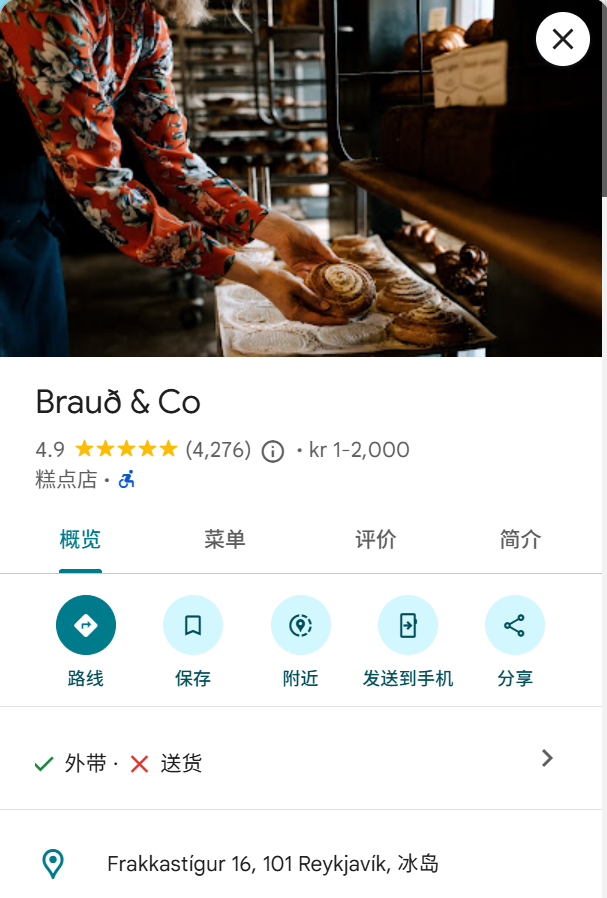 Brauð & Co
4.9 (4,276) · kr 1–2,000
糕点店 ·
概览 菜单 评价 简介
路线 保存 附近 发送到手机 分享
外带 · 送货
Frakkastígur 16, 101 Reykjavík, 冰岛